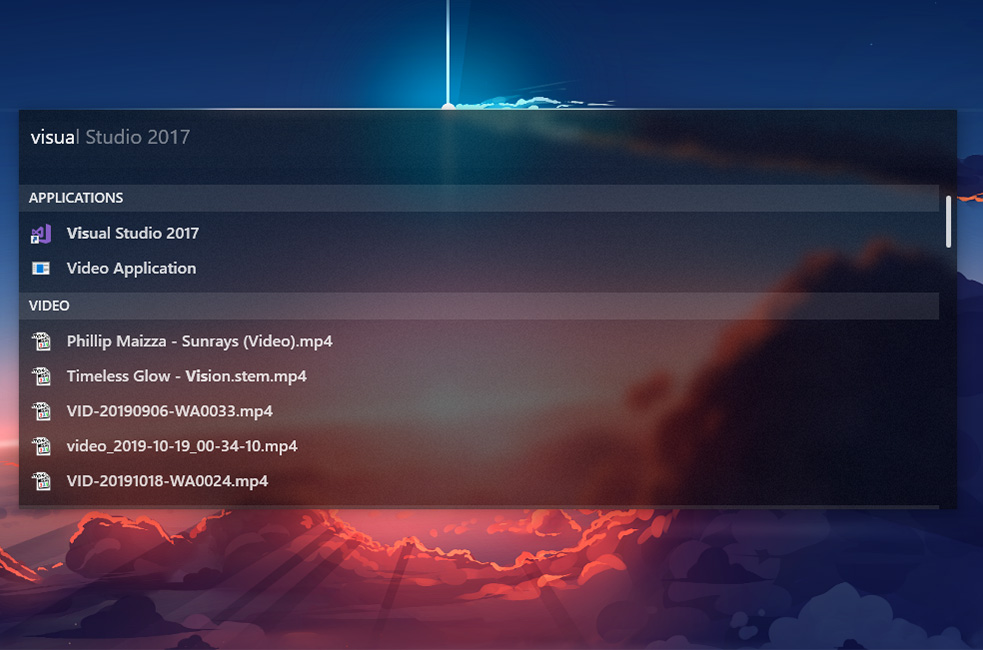 visual Studio 2017
APPLICATIONS
Visual Studio 2017
Video Application
VIDEO
Phillip Maizza - Sunrays (Video).mp4
Timeless Glow - Vision.stem.mp4
VID-20190906-WA0033.mp4
video_2019-10-19_00-34-10.mp4
VID-20191018-WA0024.mp4